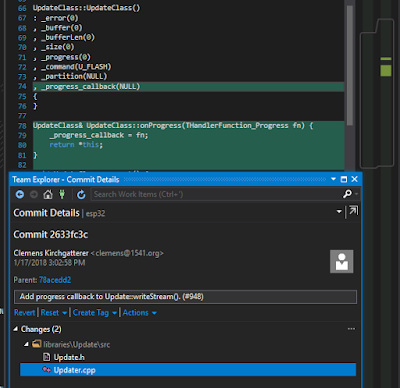 66 UpdateClass::UpdateClass()
67 : _error(0)
68 , _buffer(0)
69 , _bufferLen(0)
70 , _size(0)
71 , _progress(0)
72 , _command(U_FLASH)
73 , _partition(NULL)
74 , _progress_callback(NULL)
75 {
76 }
77
78 UpdateClass& UpdateClass::onProgress(THandlerFunction_Progress fn) {
79 _progress_callback = fn;
80 return *this;
81 }
82
Team Explorer - Commit Details
Search Work Items (Ctrl+')
Commit Details | esp32
Commit 2633fc3c
Clemens Kirchgatterer <clemens@1541.org>
1/17/2018 3:02:58 PM
Parent: 78acedd2
Add progress callback to Update::writeStream(). (#948)
Revert | Reset | Create Tag | Actions
Changes (2)
libraries\Update\src
Update.h
Updater.cpp